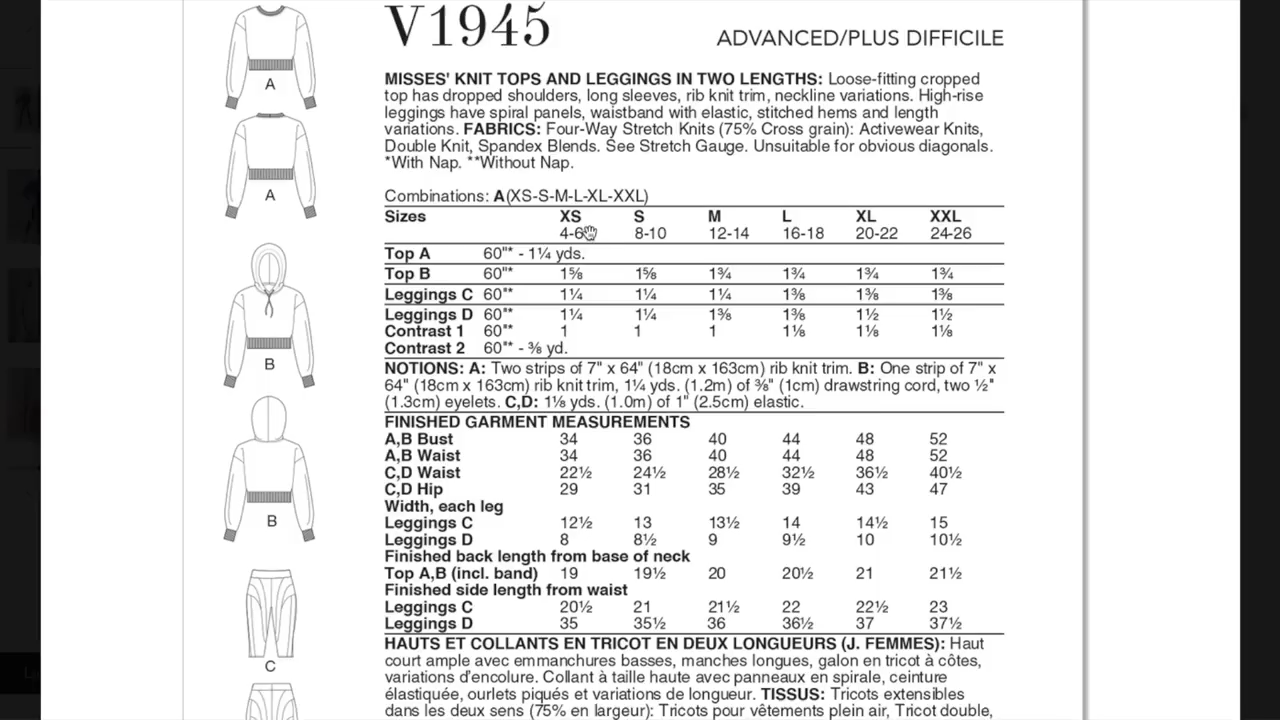 V1945
ADVANCED/PLUS DIFFICILE
MISSES' KNIT TOPS AND LEGGINGS IN TWO LENGTHS: Loose-fitting cropped
top has dropped shoulders, long sleeves, rib knit trim, neckline variations. High-rise
leggings have spiral panels, waistband with elastic, stitched hems and length
variations. FABRICS: Four-Way Stretch Knits (75% Cross grain): Activewear Knits,
Double Knit, Spandex Blends. See Stretch Gauge. Unsuitable for obvious diagonals.
*With Nap. **Without Nap.
Combinations: A(XS-S-M-L-XL-XXL)
Sizes XS S M L XL XXL
4-6 8-10 12-14 16-18 20-22 24-26
Top A 60"* - 1¼ yds.
Top B 60"* 1⅝ 1⅝ 1¾ 1¾ 1¾ 1¾
Leggings C 60"* 1¼ 1¼ 1¼ 1⅜ 1⅜ 1⅜
Leggings D 60"* 1¼ 1¼ 1⅜ 1⅜ 1½ 1½
Contrast 1 60"* 1 1 1 1⅛ 1⅛ 1⅛
Contrast 2 60"* - ⅜ yd.
NOTIONS: A: Two strips of 7" x 64" (18cm x 163cm) rib knit trim. B: One strip of 7" x
64" (18cm x 163cm) rib knit trim, 1¼ yds. (1.2m) of ⅜" (1cm) drawstring cord, two ½"
(1.3cm) eyelets. C,D: 1⅛ yds. (1.0m) of 1" (2.5cm) elastic.
FINISHED GARMENT MEASUREMENTS
A,B Bust 34 36 40 44 48 52
A,B Waist 34 36 40 44 48 52
C,D Waist 22½ 24½ 28½ 32½ 36½ 40½
C,D Hip 29 31 35 39 43 47
Width, each leg
Leggings C 12½ 13 13½ 14 14½ 15
Leggings D 8 8½ 9 9½ 10 10½
Finished back length from base of neck
Top A,B (incl. band) 19 19½ 20 20½ 21 21½
Finished side length from waist
Leggings C 20½ 21 21½ 22 22½ 23
Leggings D 35 35½ 36 36½ 37 37½
HAUTS ET COLLANTS EN TRICOT EN DEUX LONGUEURS (J. FEMMES): Haut
court ample avec emmanchures basses, manches longues, galon en tricot à côtes,
variations d'encolure. Collant à taille haute avec panneaux en spirale, ceinture
élastiquée, ourlets piqués et variations de longueur. TISSUS: Tricots extensibles
dans les deux sens (75% en largeur): Tricots pour vêtements plein air, Tricot double,
A
A
B
B
C